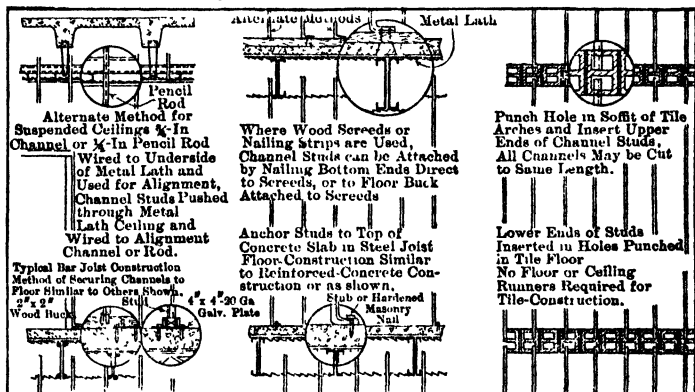 Alternate Methods
Metal Lath
Pencil
Rod
Alternate Method for
Suspended Ceilings ¾-In
Channel or ¼-In Pencil Rod
Wired to Underside
of Metal Lath and
Used for Alignment,
Channel Studs Pushed
through Metal
Lath Ceiling and
Wired to Alignment
Channel or Rod.
Typical Bar Joist Construction
Method of Securing Channels to
Floor Similar to Others Shown.
2"x 2"
Wood Buck
Stud
4"x 4"-20 Ga
Galv. Plate
Where Wood Screeds or
Nailing Strips are Used,
Channel Studs can be Attached
by Nailing Bottom Ends Direct
to Screeds, or to Floor Buck
Attached to Screeds
Anchor Studs to Top of
Concrete Slab in Steel Joist
Floor-Construction Similar
to Reinforced-Concrete Con-
struction or as shown.
Stub or Hardened
Masonry
Nail
Punch Hole in Soffit of Tile
Arches and Insert Upper
Ends of Channel Studs,
All Channels May be Cut
to Same Length.
Lower Ends of Studs
Inserted in Holes Punched
in Tile Floor
No Floor or Ceiling
Runners Required for
Tile-Construction.